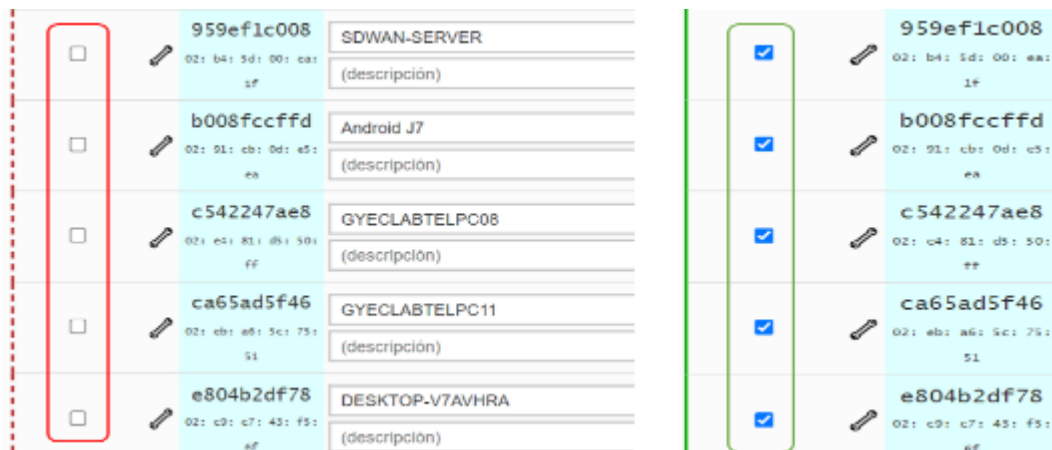 959ef1c008
SDWAN-SERVER
02: b4: 5d: 00: ea:
1f
(descripción)
b008fccffd
Android J7
02: 91: cb: 0d: e5:
ea
(descripción)
c542247ae8
GYECLABTELPC08
02: e4: 81: d5: 50:
ff
(descripción)
ca65ad5f46
GYECLABTELPC11
02: eb: a6: 5c: 75:
51
(descripción)
e804b2df78
DESKTOP-V7AVHRA
02: c9: c7: 43: f5:
(descripción)
959ef1c008
02: b4: 5d: 00: ea:
1f
b008fccffd
02: 91: cb: 0d: e5:
ea
c542247ae8
02: e4: 81: d5: 50:
ff
ca65ad5f46
02: eb: a6: 5c: 75:
51
e804b2df78
02: c9: c7: 43: f5: